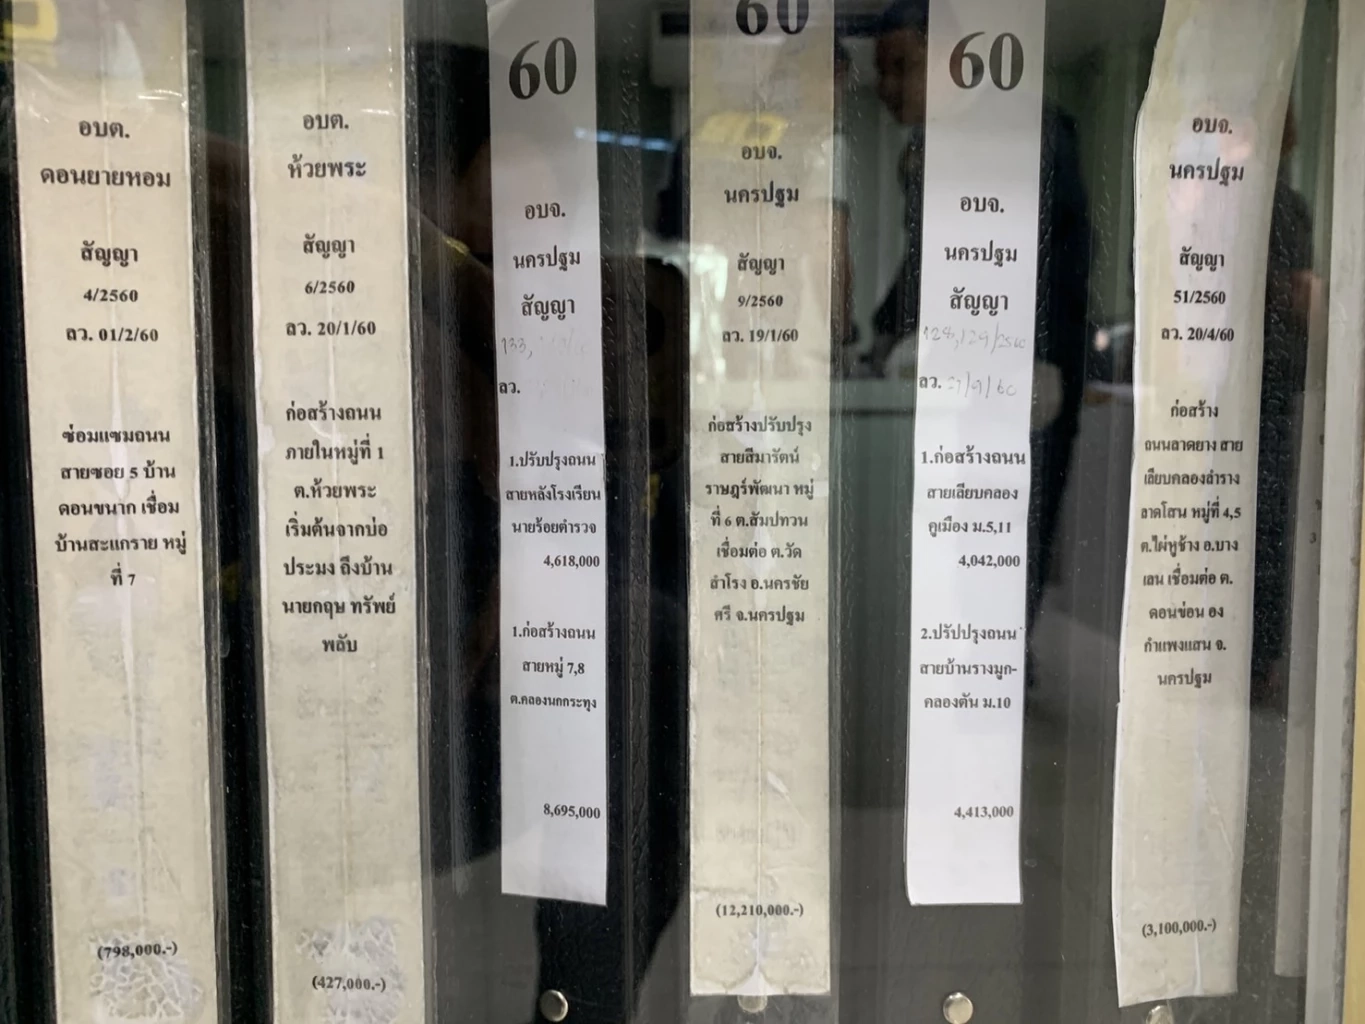 อบต.
ดอนยายหอม
สัญญา
4/2560
ลว. 01/2/60
ซ่อมแซมถนน
สายซอย 5 บ้าน
ดอนขนาก เชื่อม
บ้านสะแกราย หมู่
ที่ 7
(798,000.-)
อบต.
ห้วยพระ
สัญญา
6/2560
ลว. 20/1/60
ก่อสร้างถนน
ภายในหมู่ที่ 1
ต.ห้วยพระ
เริ่มต้นจากบ่อ
ประมง ถึงบ้าน
นายกฤษ ทรัพย์
พลับ
(427,000.-)
60
อบจ.
นครปฐม
สัญญา
133,
ลว.
1.ปรับปรุงถนน
สายหลังโรงเรียน
นายร้อยตำรวจ
4,618,000
1.ก่อสร้างถนน
สายหมู่ 7,8
ต.คลองนกกระทุง
8,695,000
60
อบจ.
นครปฐม
สัญญา
9/2560
ลว. 19/1/60
ก่อสร้างปรับปรุง
สายสีมารัตน์
ราษฎร์พัฒนา หมู่
ที่ 6 ต.สัมปทวน
เชื่อมต่อ ต.วัด
สำโรง อ.นครชัย
ศรี จ.นครปฐม
(12,210,000.-)
60
อบจ.
นครปฐม
สัญญา
128,129/2560
ลว. 27/9/60
1.ก่อสร้างถนน
สายเลียบคลอง
คูเมือง ม.5,11
4,042,000
2.ปรัปปรุงถนน
สายบ้านรางมูก-
คลองตัน ม.10
4,413,000
อบจ.
นครปฐม
สัญญา
51/2560
ลว. 20/4/60
ก่อสร้าง
ถนนลาดยาง สาย
เลียบคลองลำราง
ลาดโสน หมู่ที่ 4,5
ต.ไผ่หูช้าง อ.บาง
เลน เชื่อมต่อ ต.
ดอนข่อน อง
กำแพงแสน จ.
นครปฐม
(3,100,000.-)